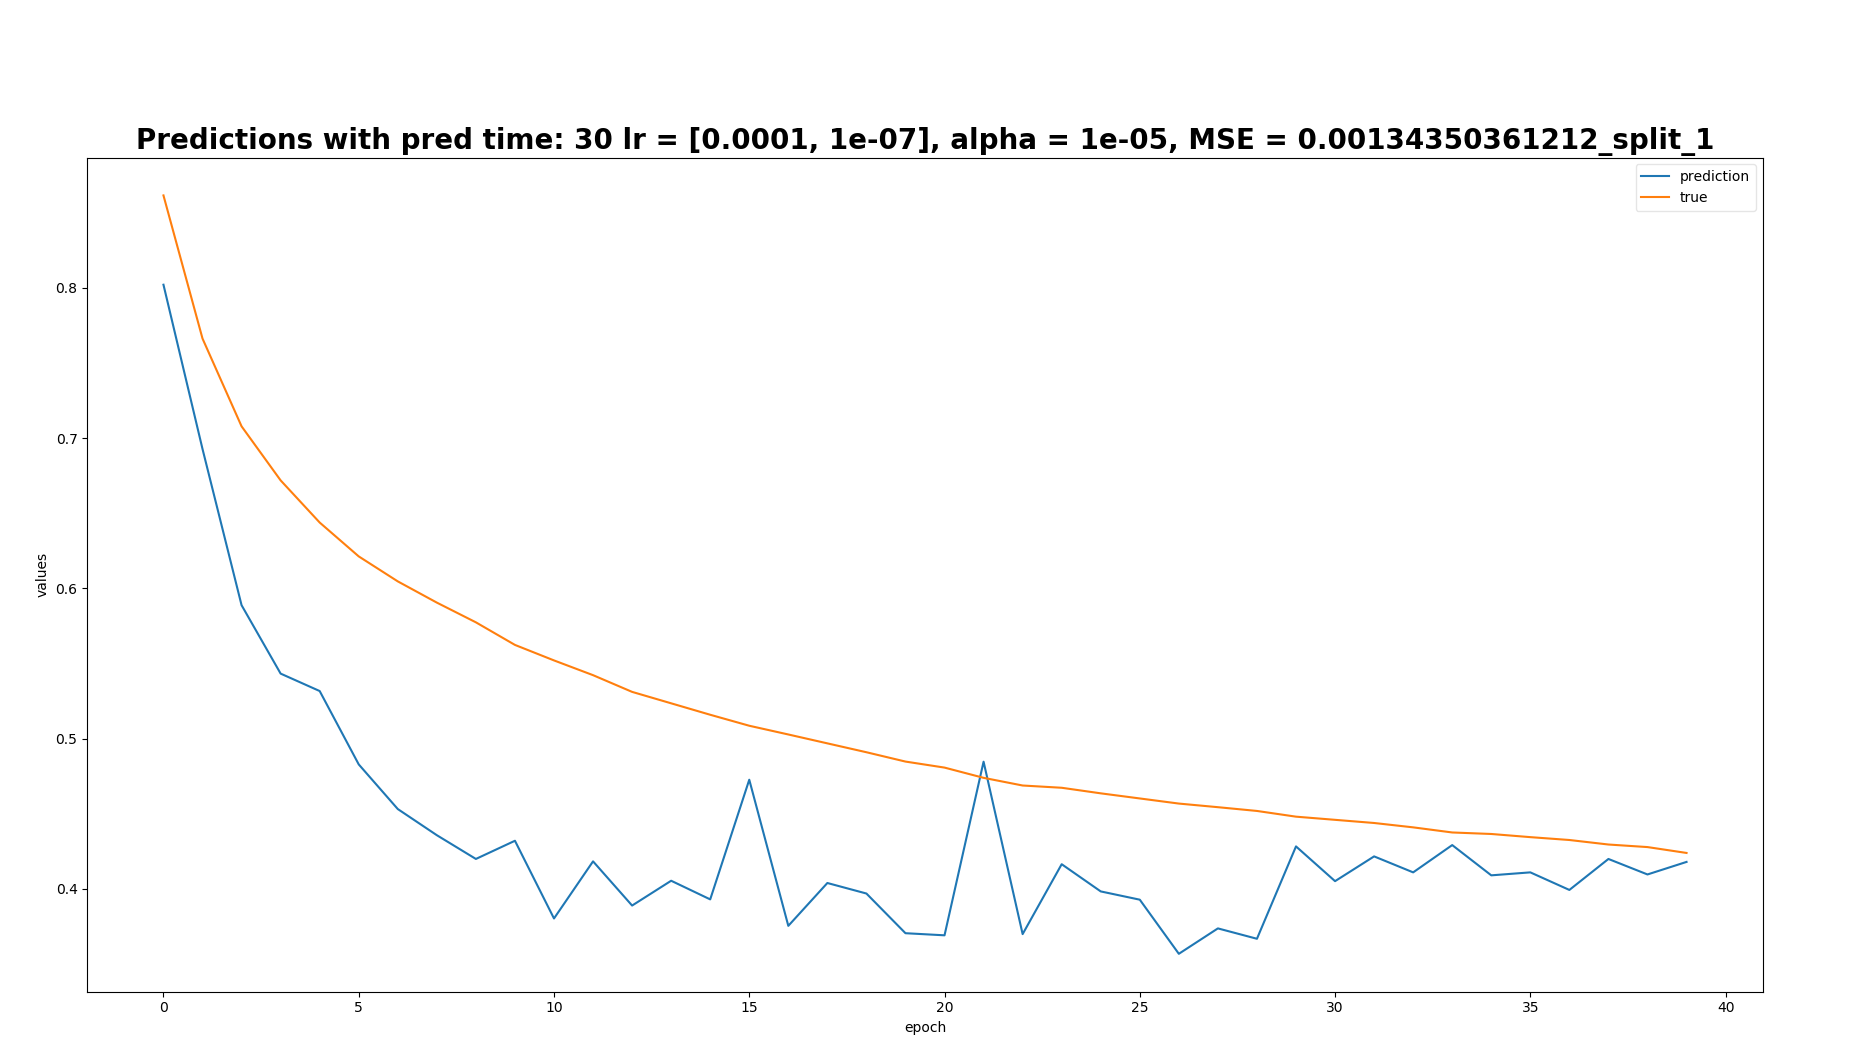 Predictions with pred time: 30 lr = [0.0001, 1e-07], alpha = 1e-05, MSE = 0.00134350361212_split_1
prediction
true
values
0.8
0.7
0.6
0.5
0.4
0 5 10 15 20 25 30 35 40
epoch